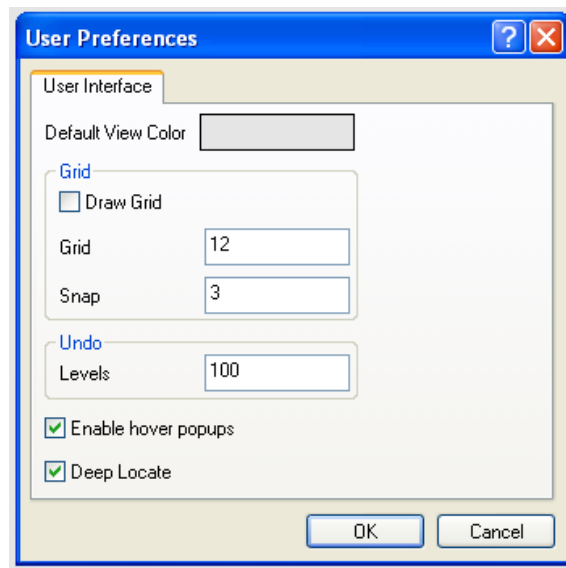 User Preferences
User Interface
Default View Color
Grid
Draw Grid
Grid 12
Snap 3
Undo
Levels 100
Enable hover popups
Deep Locate
OK Cancel